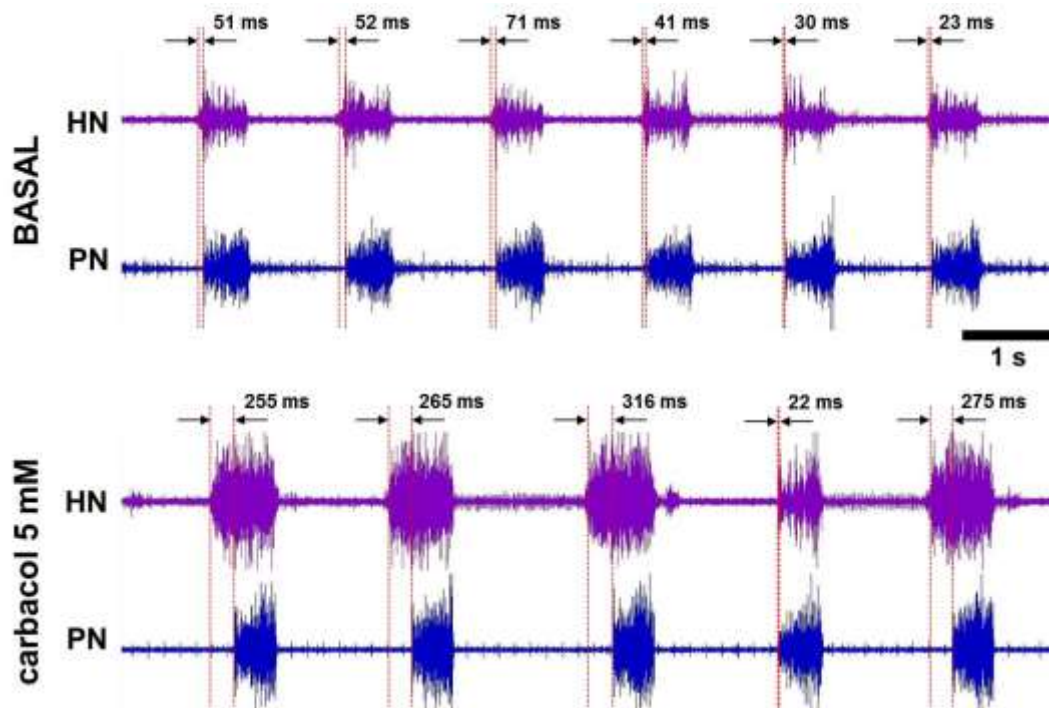 51 ms 52 ms 71 ms 41 ms 30 ms 23 ms
BASAL
HN
PN
1 s
255 ms 265 ms 316 ms 22 ms 275 ms
carbacol 5 mM
HN
PN